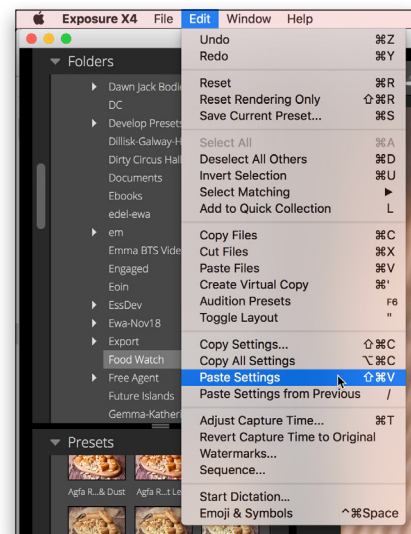 Exposure X4 File Edit Window Help
Folders
Dawn Jack Bodi
DC
Develop Presets
Dillisk-Galway-H
Dirty Circus Hal
Documents
Ebooks
edel-ewa
em
Emma BTS Vide
Engaged
Eoin
EssDev
Ewa-Nov18
Export
Food Watch
Free Agent
Future Islands
Gemma-Katheri
Presets
Agfa R...& Dust Agfa R...t Le
Undo ⌘Z
Redo ⌘Y
Reset ⌘R
Reset Rendering Only ⇧⌘R
Save Current Preset... ⌘S
Select All ⌘A
Deselect All Others ⌘D
Invert Selection ⌘U
Select Matching ▶
Add to Quick Collection L
Copy Files ⌘C
Cut Files ⌘X
Paste Files ⌘V
Create Virtual Copy ⌘'
Audition Presets F6
Toggle Layout "
Copy Settings... ⇧⌘C
Copy All Settings ⌥⌘C
Paste Settings ⇧⌘V
Paste Settings from Previous /
Adjust Capture Time... ⌘T
Revert Capture Time to Original
Watermarks...
Sequence...
Start Dictation...
Emoji & Symbols ^⌘Space